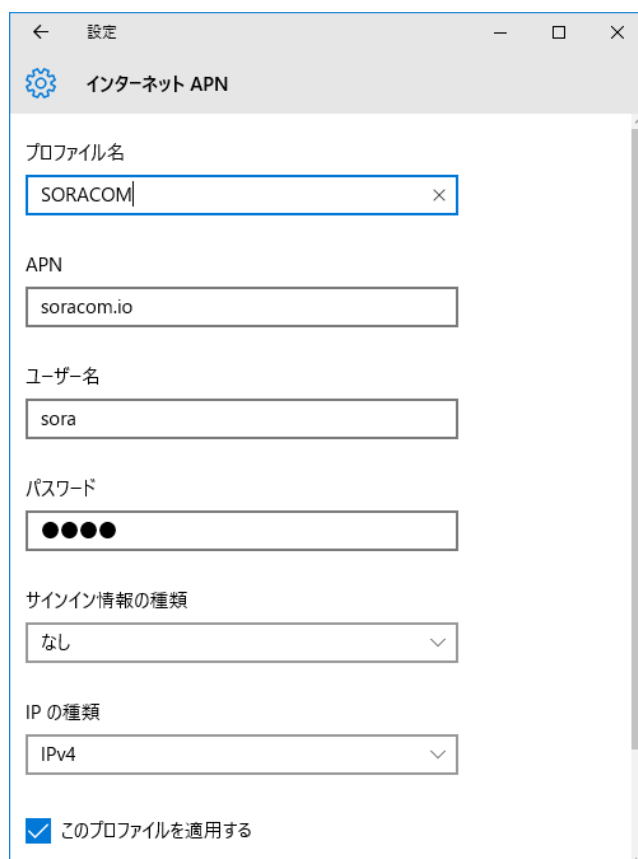 設定
インターネット APN
プロファイル名
SORACOM
APN
soracom.io
ユーザー名
sora
パスワード
●●●●
サインイン情報の種類
なし
IP の種類
IPv4
このプロファイルを適用する